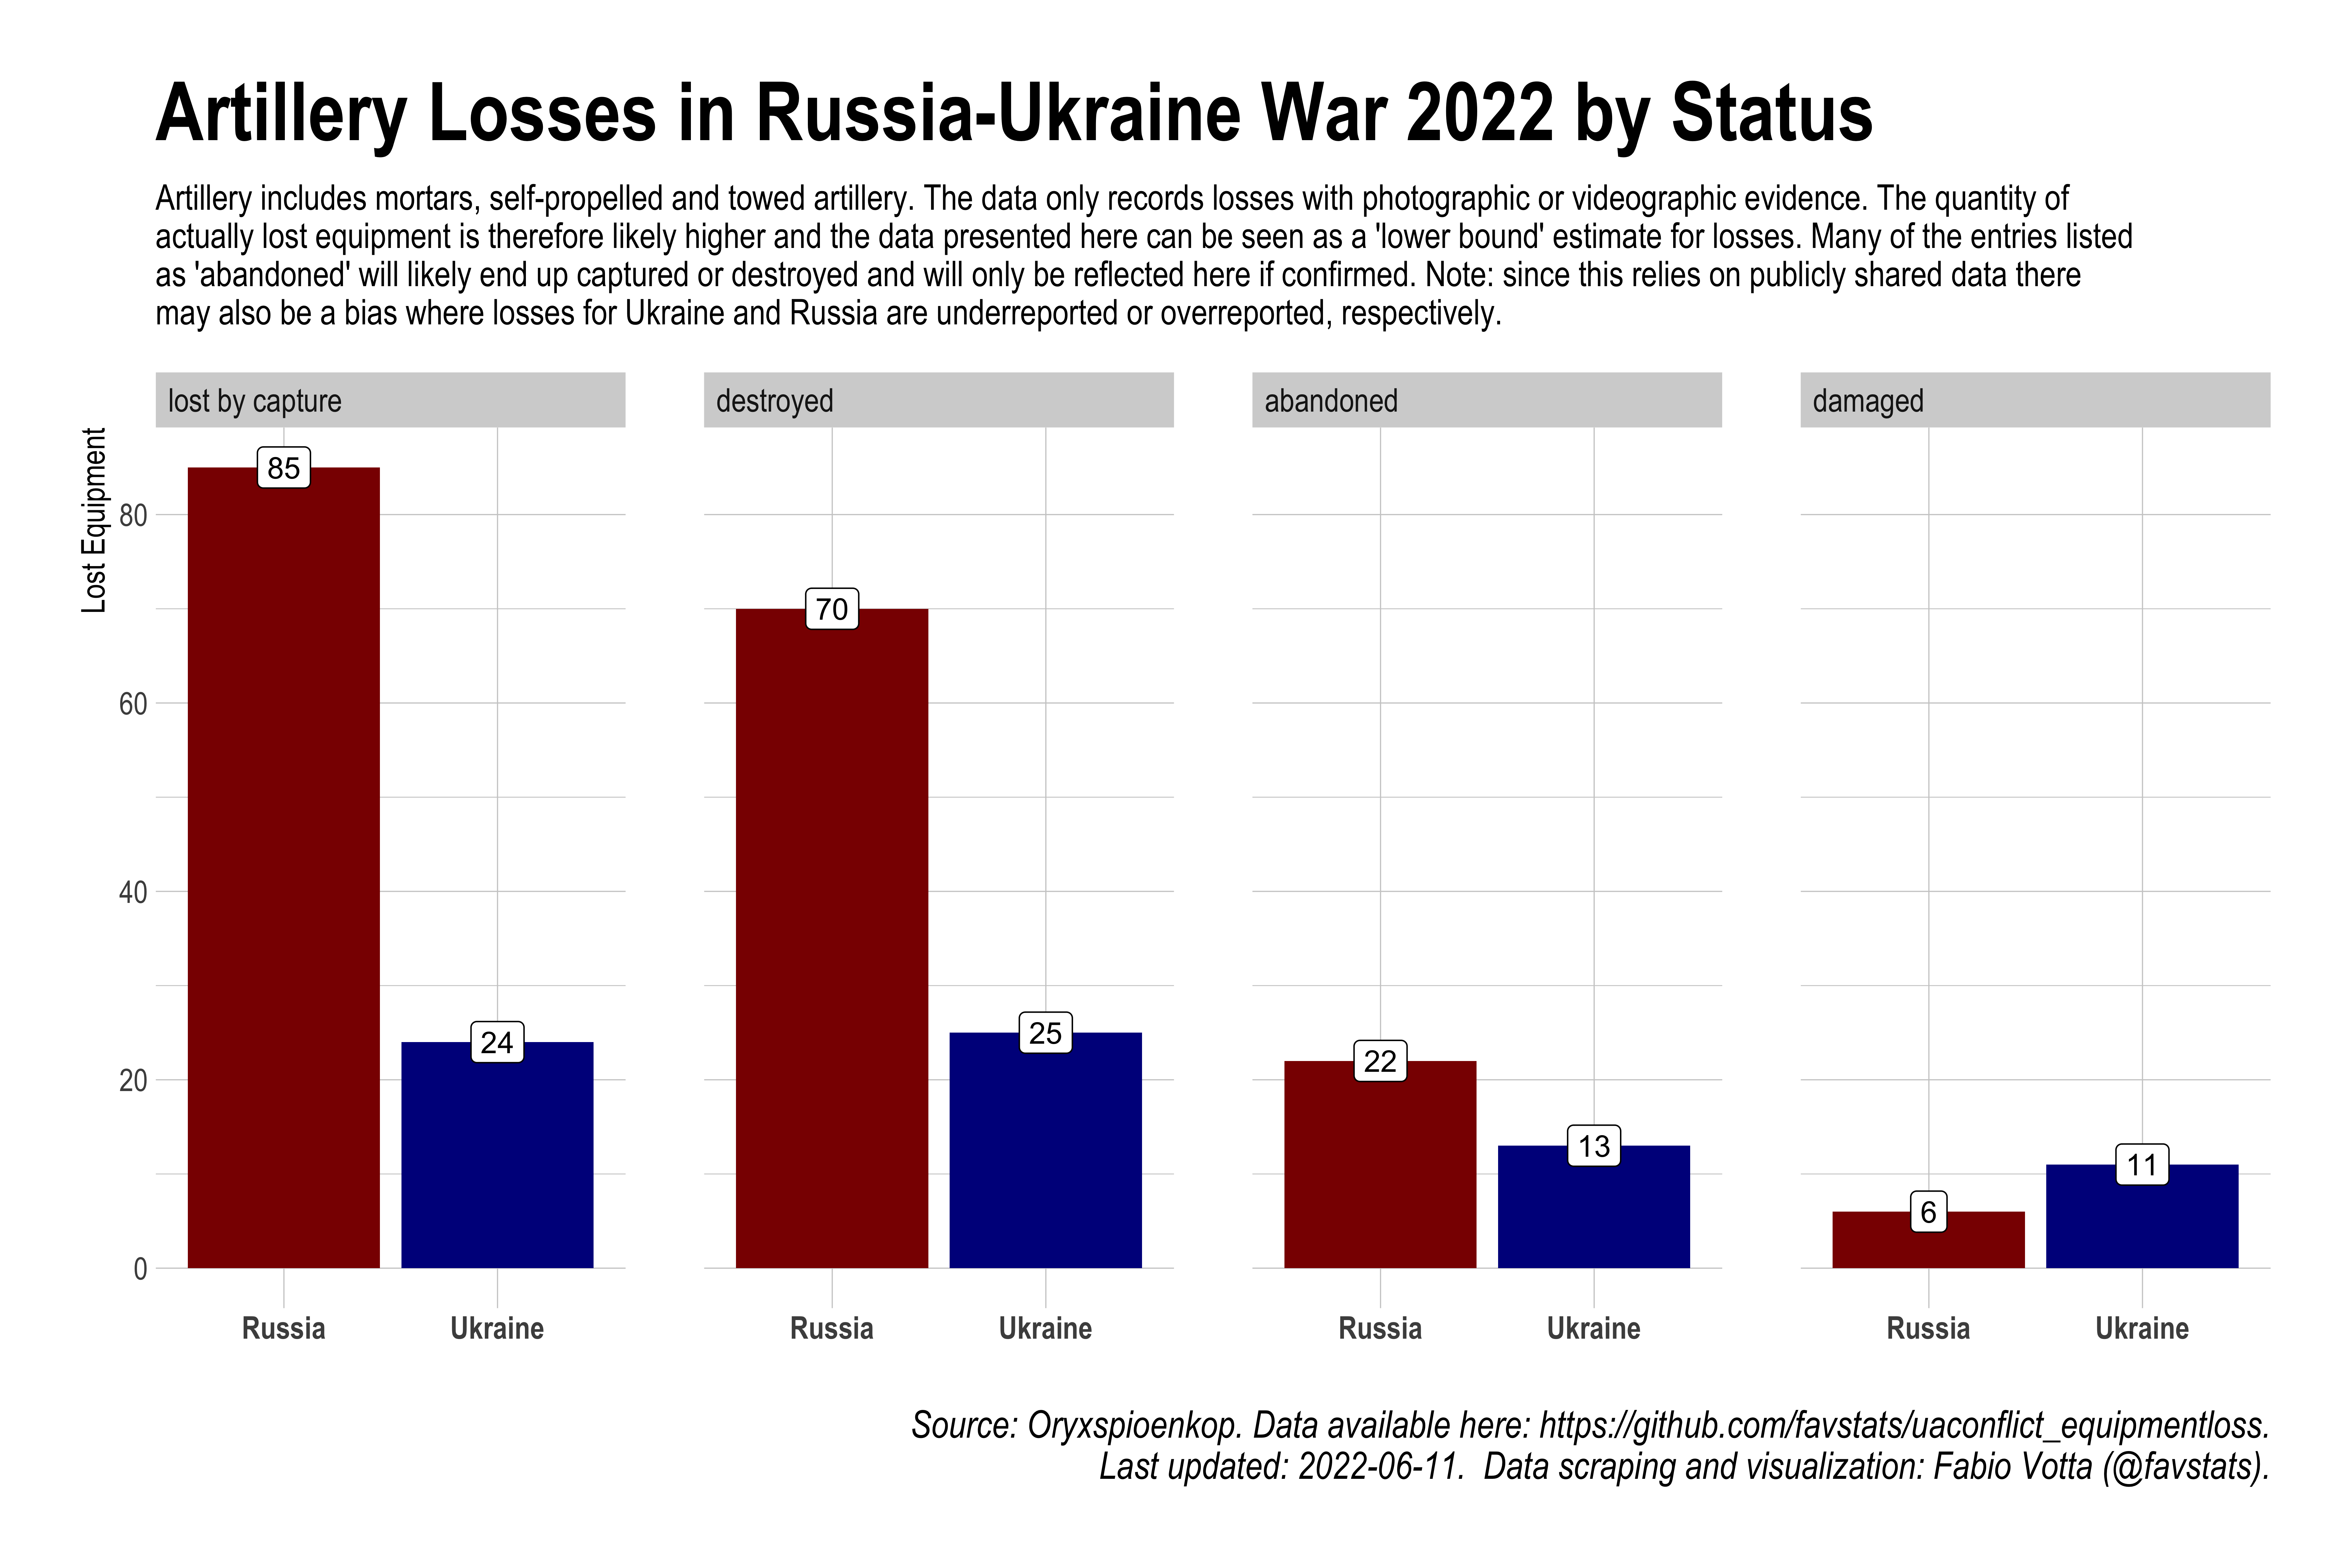 Artillery Losses in Russia-Ukraine War 2022 by Status
Artillery includes mortars, self-propelled and towed artillery. The data only records losses with photographic or videographic evidence. The quantity of
actually lost equipment is therefore likely higher and the data presented here can be seen as a 'lower bound' estimate for losses. Many of the entries listed
as 'abandoned' will likely end up captured or destroyed and will only be reflected here if confirmed. Note: since this relies on publicly shared data there
may also be a bias where losses for Ukraine and Russia are underreported or overreported, respectively.
lost by capture
destroyed
abandoned
damaged
Lost Equipment
80
60
40
20
0
85
24
70
25
22
13
6
11
Russia
Ukraine
Russia
Ukraine
Russia
Ukraine
Russia
Ukraine
Source: Oryxspioenkop. Data available here: https://github.com/favstats/uaconflict_equipmentloss.
Last updated: 2022-06-11.  Data scraping and visualization: Fabio Votta (@favstats).